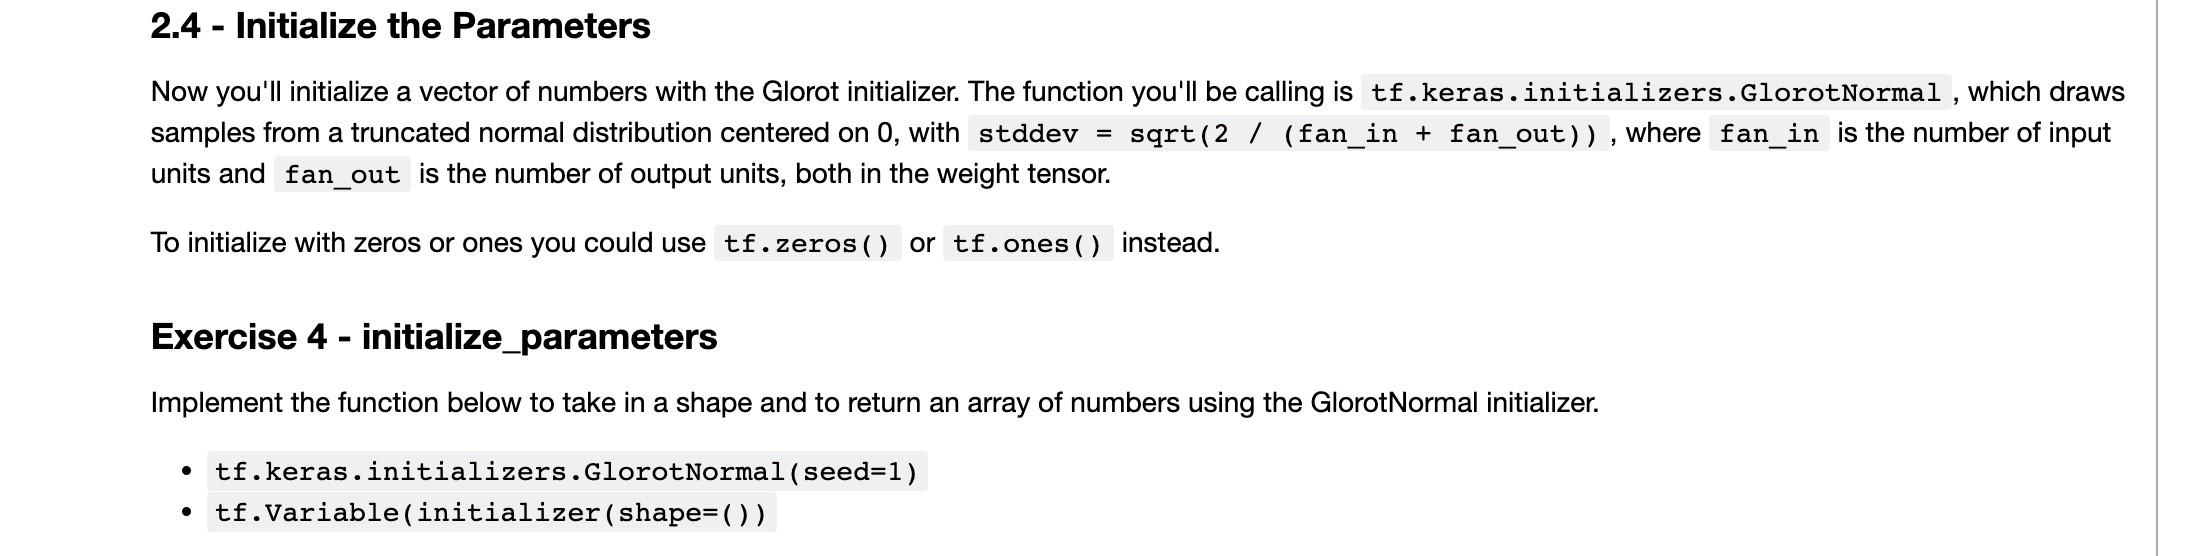 2.4 - Initialize the Parameters
Now you'll initialize a vector of numbers with the Glorot initializer. The function you'll be calling is tf.keras.initializers.GlorotNormal , which draws
samples from a truncated normal distribution centered on 0, with stddev = sqrt(2 / (fan_in + fan_out)) , where fan_in is the number of input
units and fan_out is the number of output units, both in the weight tensor.
To initialize with zeros or ones you could use tf.zeros() or tf.ones() instead.
Exercise 4 - initialize_parameters
Implement the function below to take in a shape and to return an array of numbers using the GlorotNormal initializer.
• tf.keras.initializers.GlorotNormal(seed=1)
• tf.Variable(initializer(shape=())